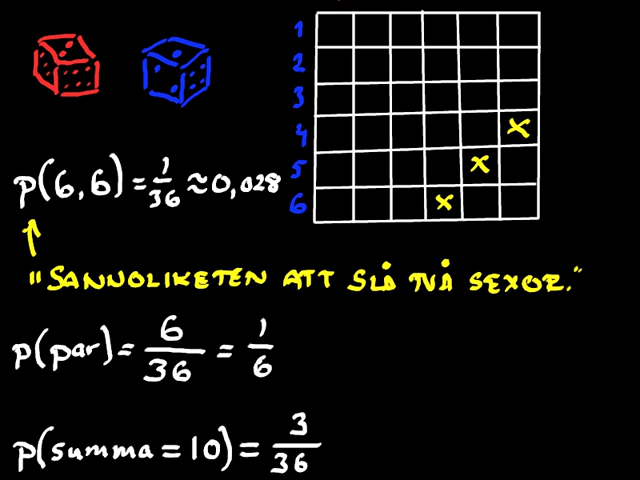 1
2
3
4 x
5 x
6 x
p(6,6) = 1/36 ≈ 0,028
"SANNOLIKETEN ATT SLÅ TVÅ SEXOR."
p(par) = 6/36 = 1/6
p(summa = 10) = 3/36